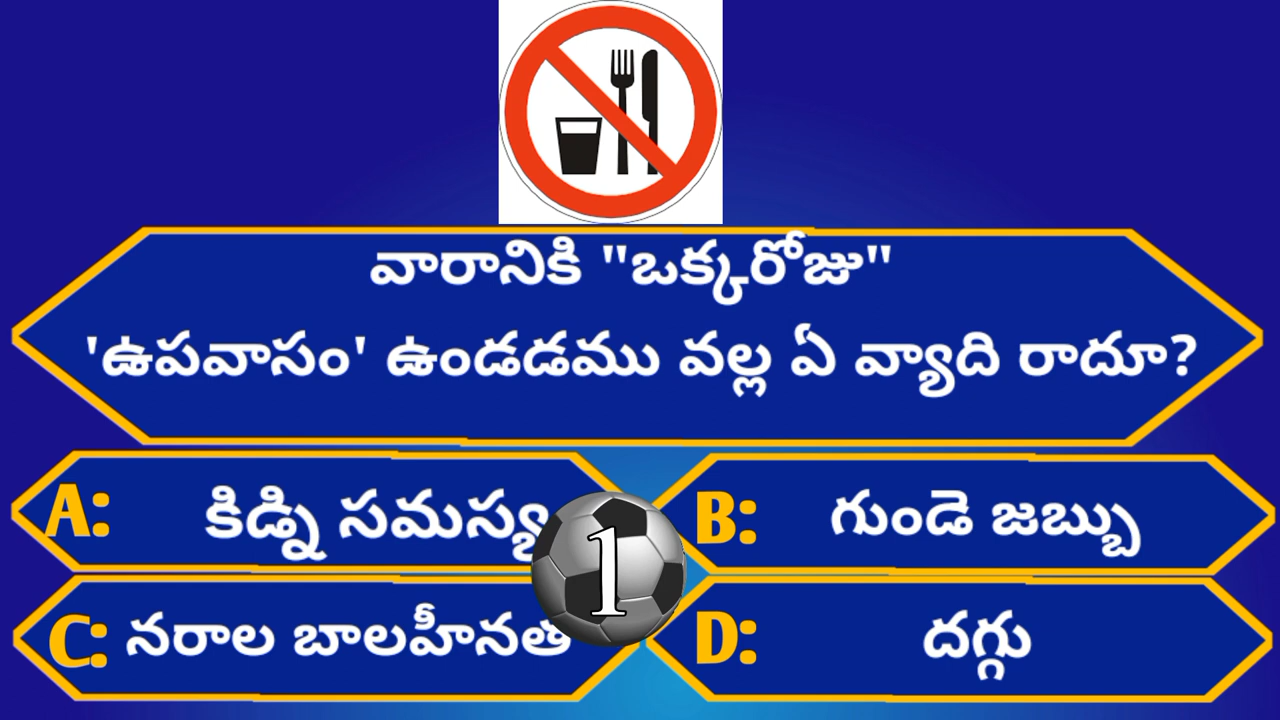 వారానికి "ఒక్కరోజు"
'ఉపవాసం' ఉండడము వల్ల ఏ వ్యాది రాదూ?
A: కిడ్ని సమస్య
B: గుండె జబ్బు
1
C: నరాల బాలహీనత
D: దగ్గు